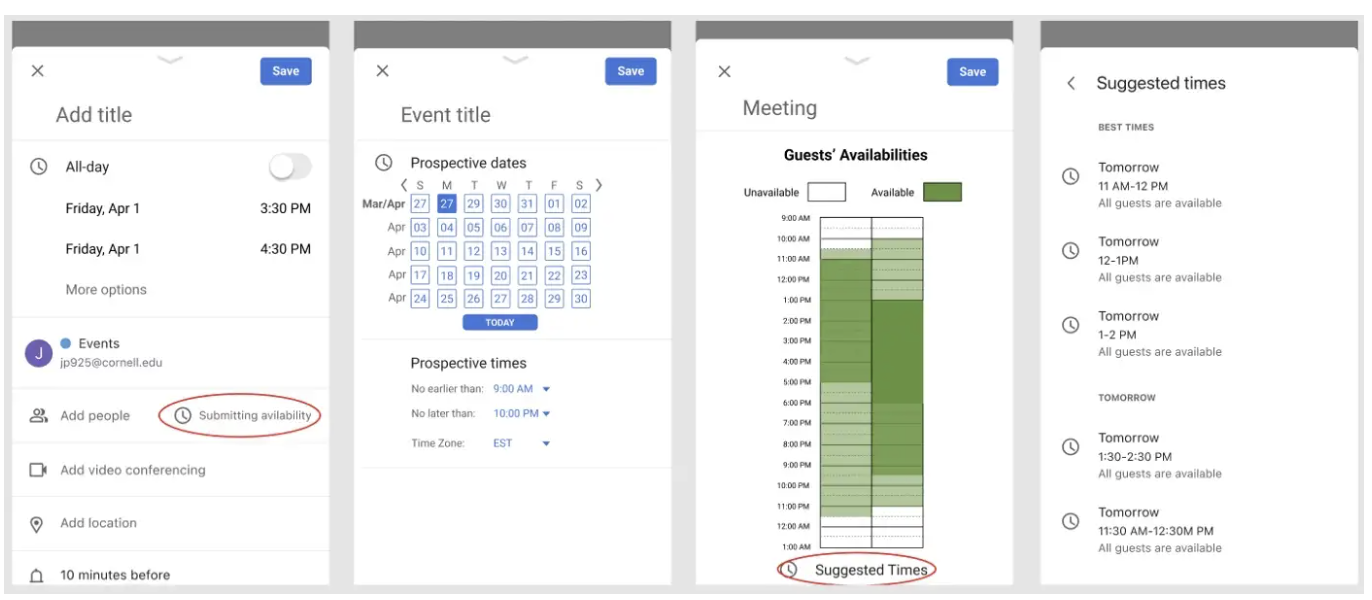 Save
Add title
All-day
Friday, Apr 1 3:30 PM
Friday, Apr 1 4:30 PM
More options
J
Events
jp925@cornell.edu
Add people
Submitting avilability
Add video conferencing
Add location
10 minutes before
Save
Event title
Prospective dates
S M T W T F S
Mar/Apr 27 27 29 30 31 01 02
Apr 03 04 05 06 07 08 09
Apr 10 11 12 13 14 15 16
Apr 17 18 19 20 21 22 23
Apr 24 25 26 27 28 29 30
TODAY
Prospective times
No earlier than: 9:00 AM
No later than: 10:00 PM
Time Zone: EST
Save
Meeting
Guests' Availabilities
Unavailable Available
9:00 AM
10:00 AM
11:00 AM
12:00 PM
1:00 PM
2:00 PM
3:00 PM
4:00 PM
5:00 PM
6:00 PM
7:00 PM
8:00 PM
9:00 PM
10:00 PM
11:00 PM
12:00 AM
1:00 AM
Suggested Times
Suggested times
BEST TIMES
Tomorrow
11 AM-12 PM
All guests are available
Tomorrow
12-1PM
All guests are available
Tomorrow
1-2 PM
All guests are available
TOMORROW
Tomorrow
1:30-2:30 PM
All guests are available
Tomorrow
11:30 AM-12:30M PM
All guests are available